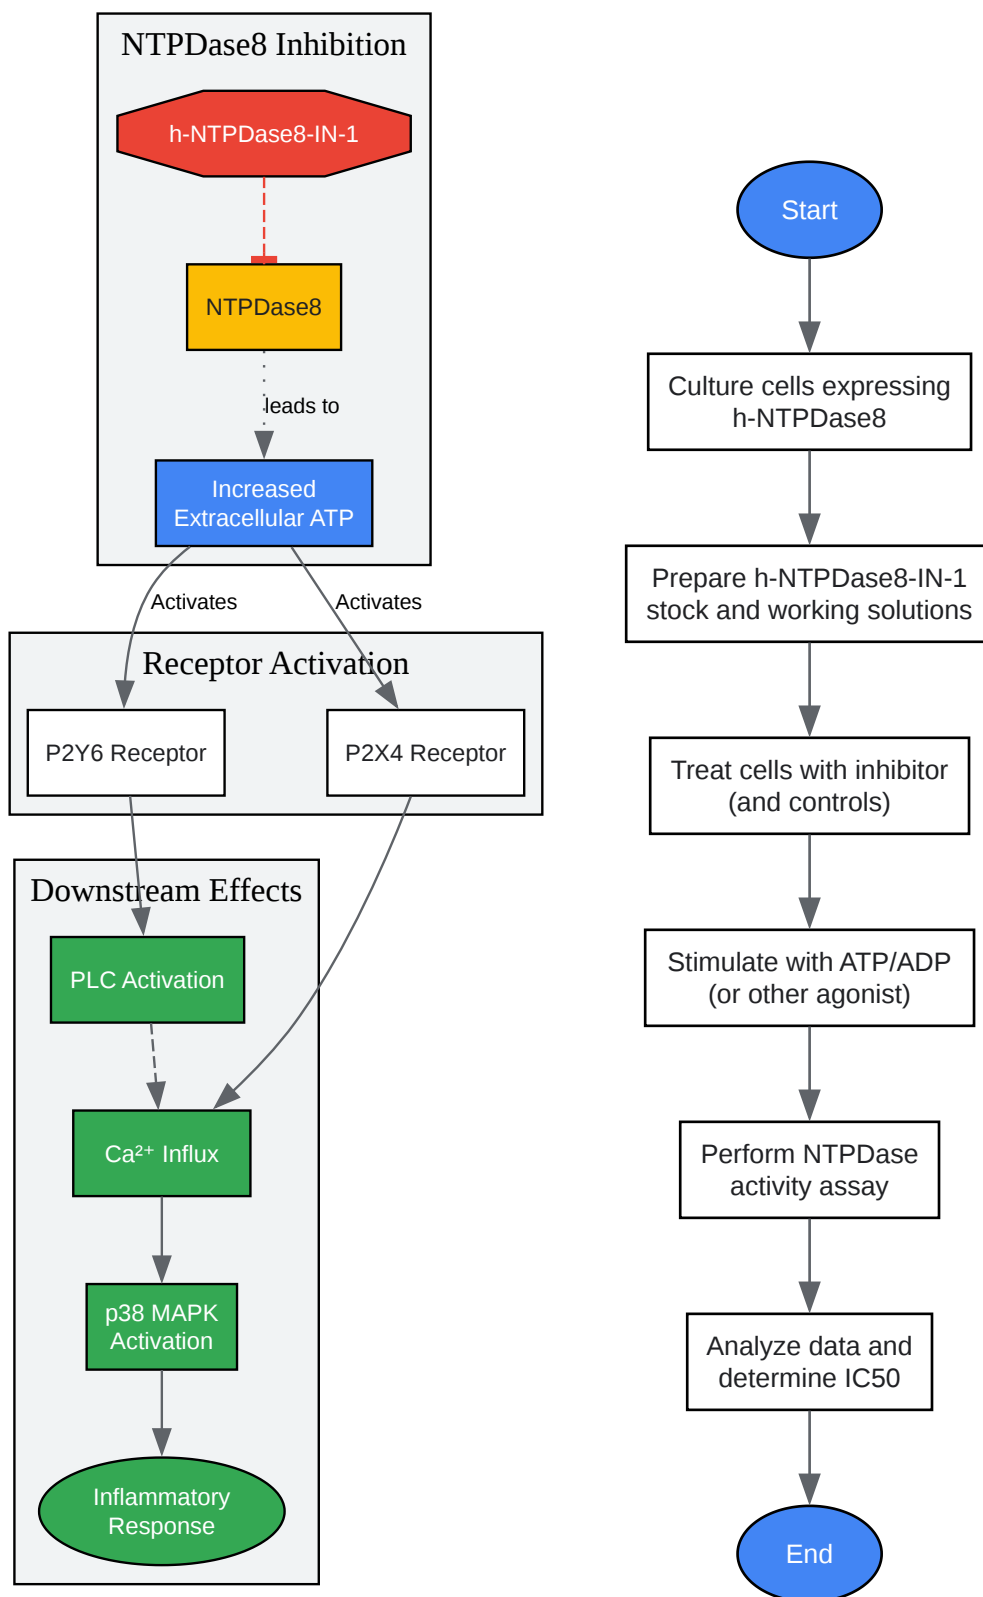 NTPDase8 Inhibition
h-NTPDase8-IN-1
NTPDase8
leads to
Increased
Extracellular ATP
Activates
Activates
Receptor Activation
P2Y6 Receptor
P2X4 Receptor
Downstream Effects
PLC Activation
Ca²⁺ Influx
p38 MAPK
Activation
Inflammatory
Response
Start
Culture cells expressing
h-NTPDase8
Prepare h-NTPDase8-IN-1
stock and working solutions
Treat cells with inhibitor
(and controls)
Stimulate with ATP/ADP
(or other agonist)
Perform NTPDase
activity assay
Analyze data and
determine IC50
End